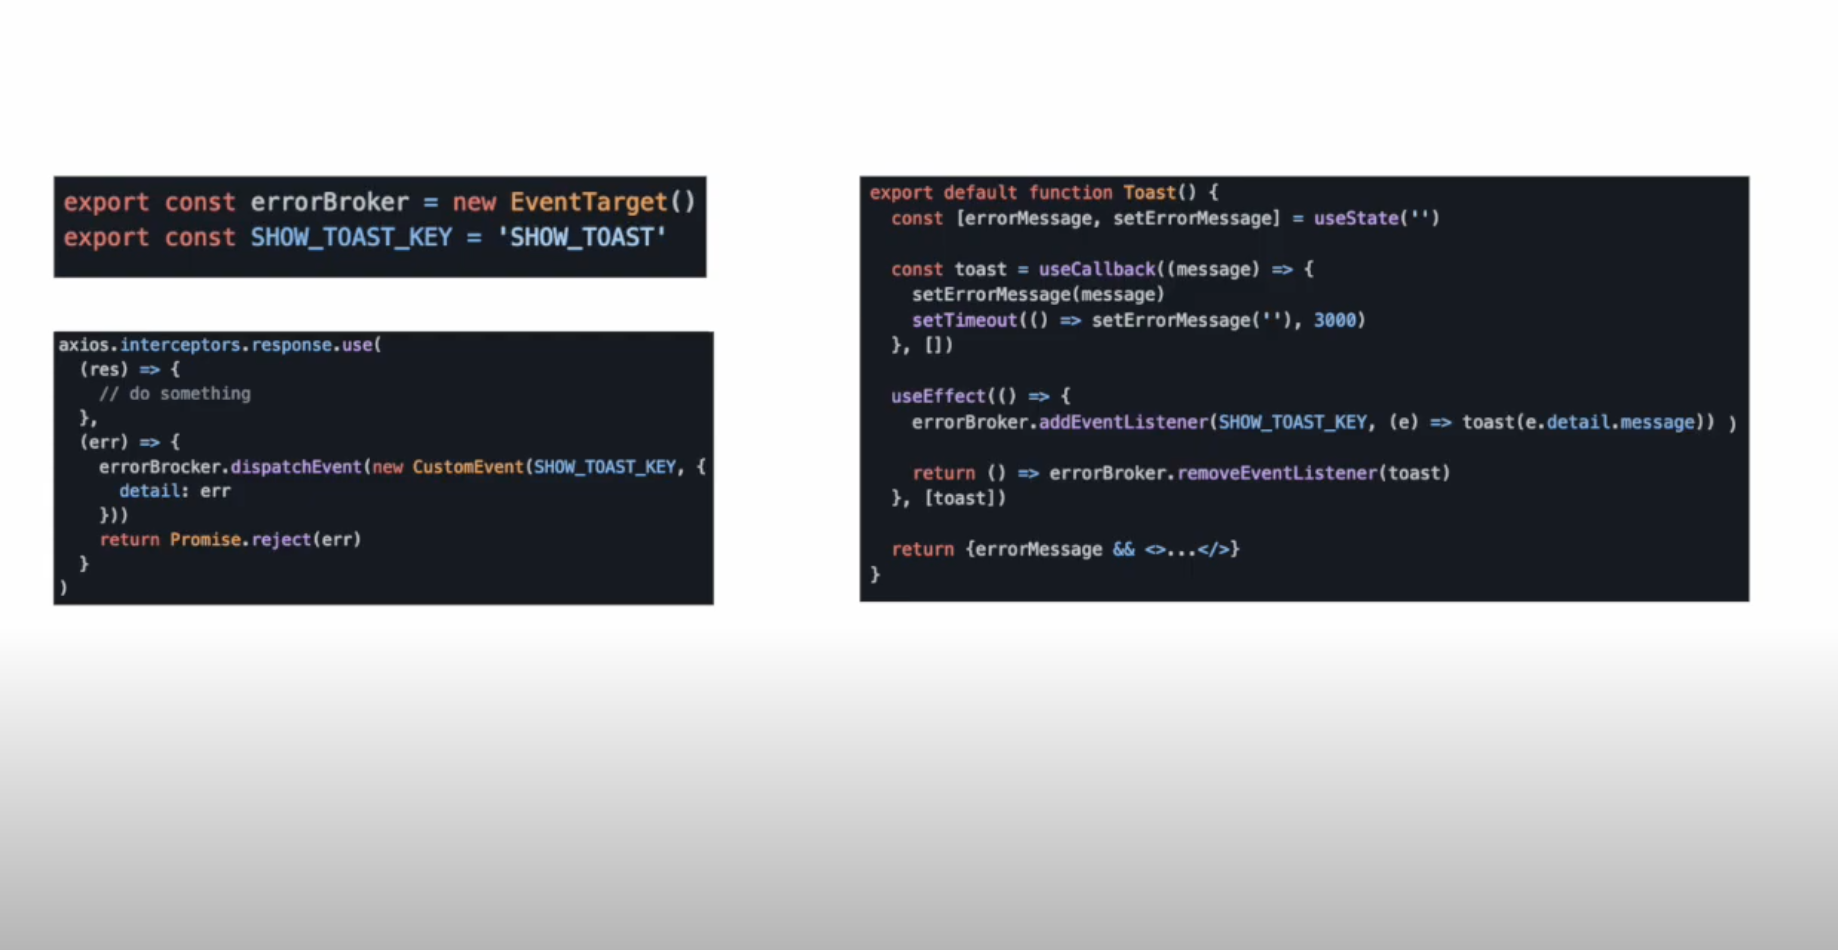 export const errorBroker = new EventTarget()
export const SHOW_TOAST_KEY = 'SHOW_TOAST'
axios.interceptors.response.use(
  (res) => {
    // do something
  },
  (err) => {
    errorBrocker.dispatchEvent(new CustomEvent(SHOW_TOAST_KEY, {
      detail: err
    }))
    return Promise.reject(err)
  }
)
export default function Toast() {
  const [errorMessage, setErrorMessage] = useState('')
  const toast = useCallback((message) => {
    setErrorMessage(message)
    setTimeout(() => setErrorMessage(''), 3000)
  }, [])
  useEffect(() => {
    errorBroker.addEventListener(SHOW_TOAST_KEY, (e) => toast(e.detail.message)) )
    return () => errorBroker.removeEventListener(toast)
  }, [toast])
  return {errorMessage && <>...</>}
}